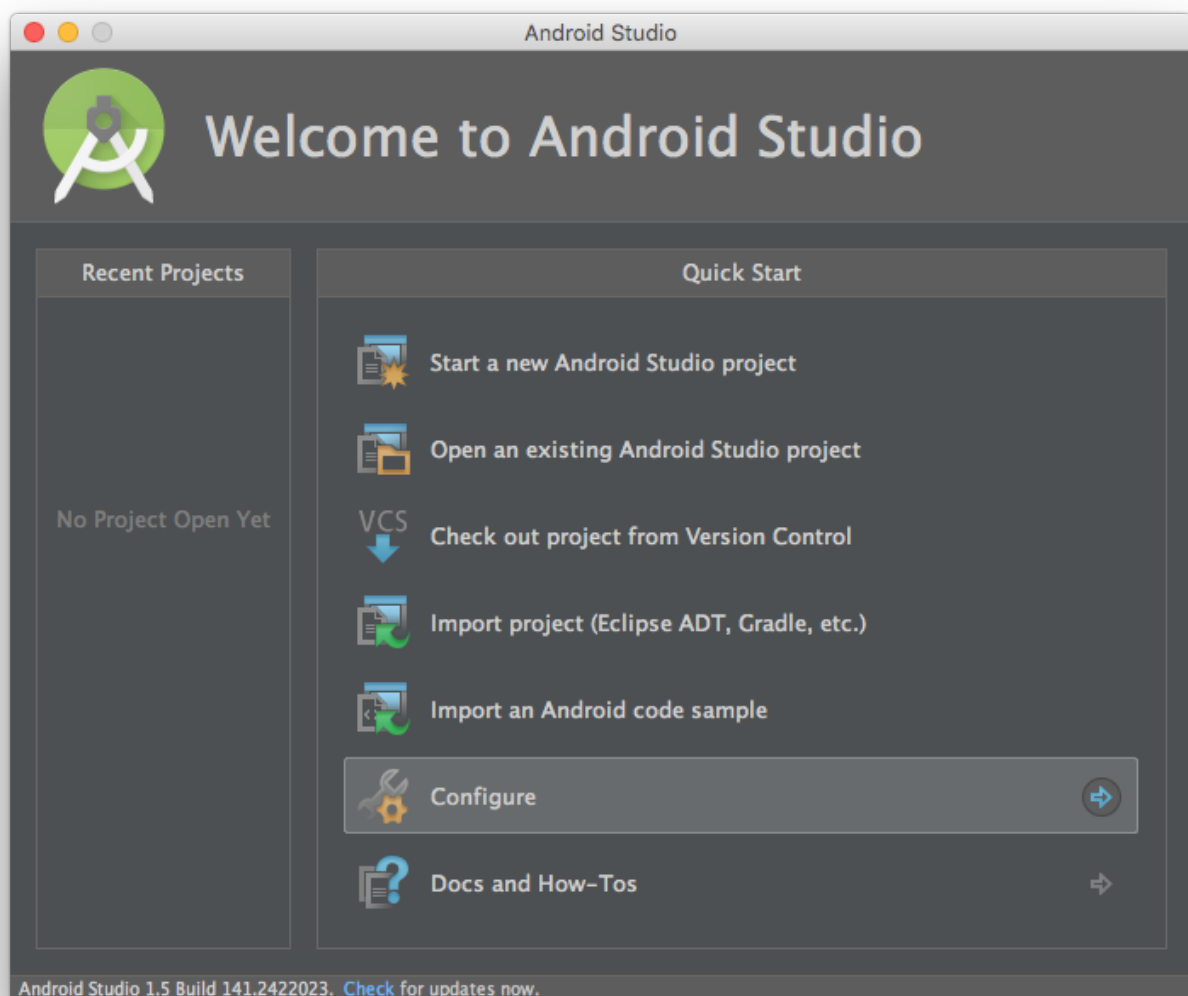 Android Studio
Welcome to Android Studio
Recent Projects
No Project Open Yet
Quick Start
Start a new Android Studio project
Open an existing Android Studio project
VCS
Check out project from Version Control
Import project (Eclipse ADT, Gradle, etc.)
Import an Android code sample
Configure
Docs and How-Tos
Android Studio 1.5 Build 141.2422023. Check for updates now.